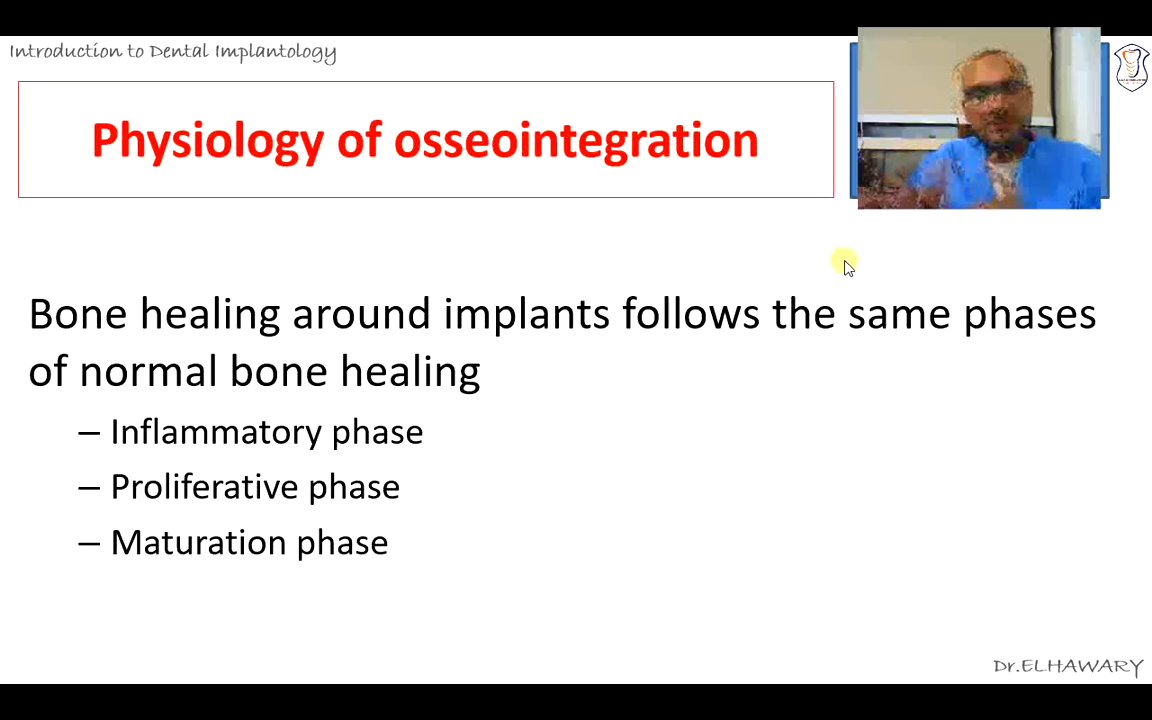 Introduction to Dental Implantology
Physiology of osseointegration
Bone healing around implants follows the same phases
of normal bone healing
– Inflammatory phase
– Proliferative phase
– Maturation phase
Dr.ELHAWARY